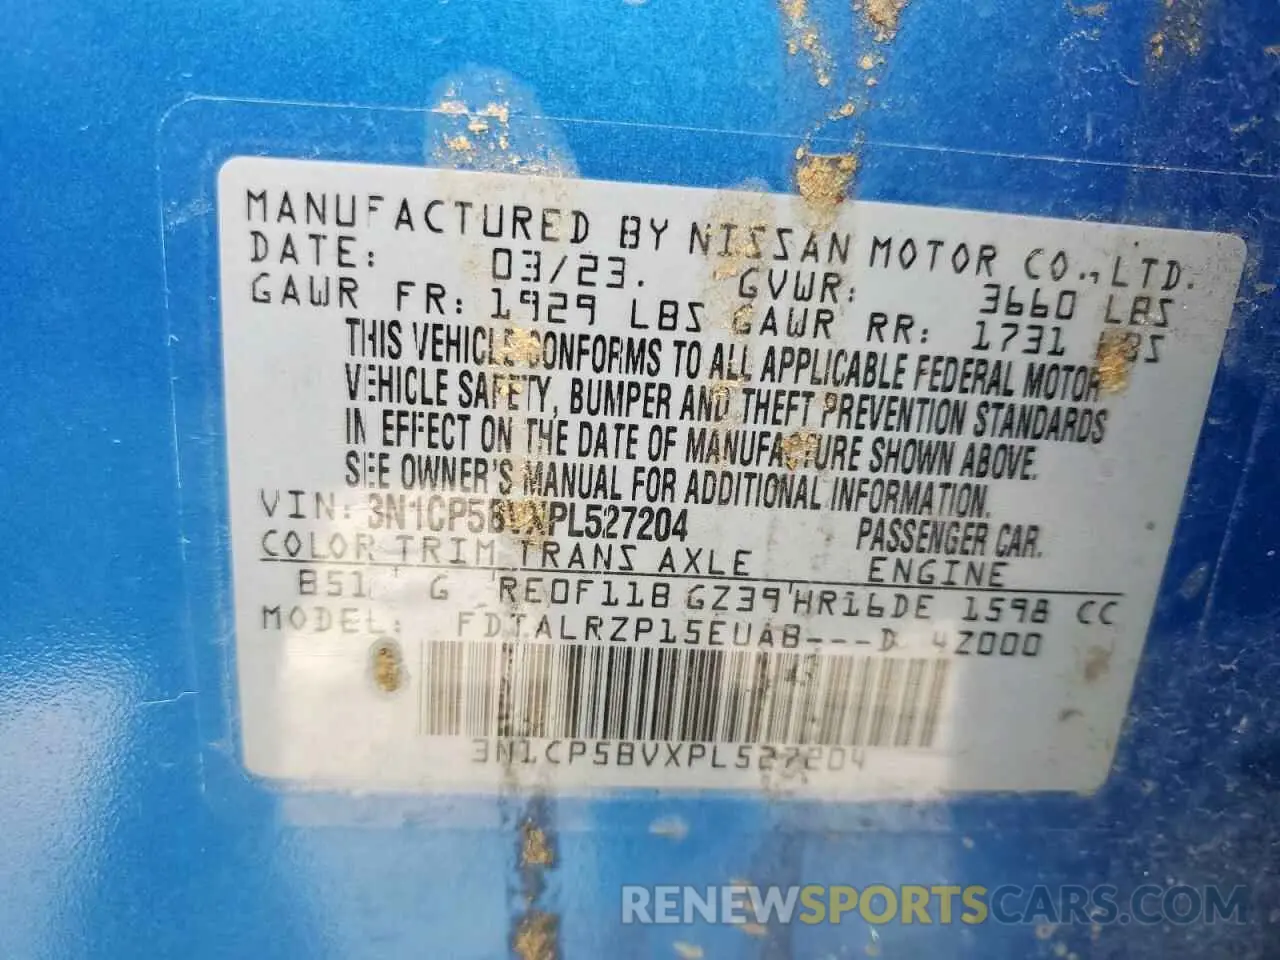 MANUFACTURED BY NISSAN MOTOR CO.,LTD.
DATE: 03/23. GVWR: 3660 LBS
GAWR FR: 1929 LBS GAWR RR: 1731 LBS
THIS VEHICLE CONFORMS TO ALL APPLICABLE FEDERAL MOTOR
VEHICLE SAFETY, BUMPER AND THEFT PREVENTION STANDARDS
IN EFFECT ON THE DATE OF MANUFACTURE SHOWN ABOVE.
SEE OWNER'S MANUAL FOR ADDITIONAL INFORMATION.
VIN: 3N1CP5BVXPL527204 PASSENGER CAR.
COLOR TRIM TRANS AXLE ENGINE
B51 G RE0F11B GZ39 HR16DE 1598 CC
MODEL: FDTALRZP15EUAB---D 4Z000
3N1CP5BVXPL527204
RENEWSPORTSCARS.COM